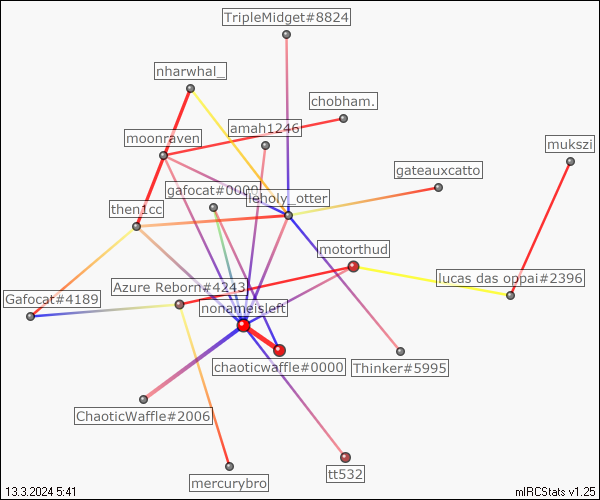 TripleMidget#8824
nharwhal_
chobham.
amah1246
moonraven
mukszi
gateauxcatto
gafocat#0000
leholy_otter
then1cc
motorthud
lucas das oppai#2396
Azure Reborn#4243
Gafocat#4189
nonameisleft
chaoticwaffle#0000
Thinker#5995
ChaoticWaffle#2006
tt532
mercurybro
13.3.2024 5:41
mIRCStats v1.25